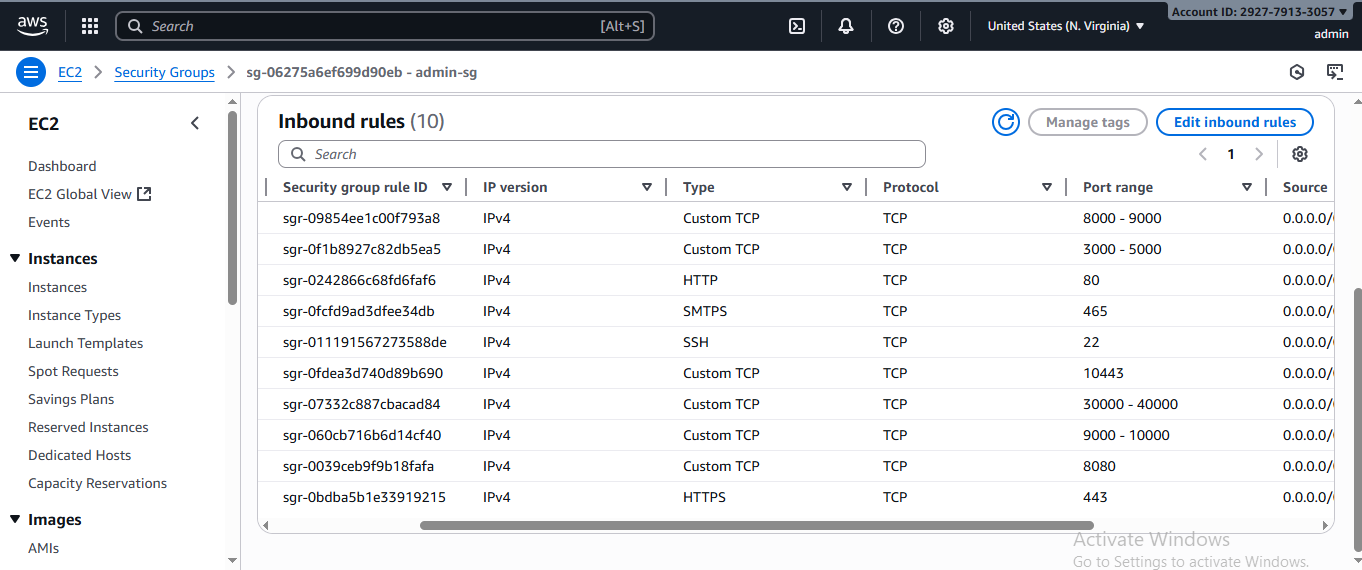 aws
Search [Alt+S]
United States (N. Virginia)
Account ID: 2927-7913-3057
admin
EC2 Security Groups sg-06275a6ef699d90eb - admin-sg
EC2
Dashboard
EC2 Global View
Events
Instances
Instances
Instance Types
Launch Templates
Spot Requests
Savings Plans
Reserved Instances
Dedicated Hosts
Capacity Reservations
Images
AMIs
Inbound rules (10)
Manage tags
Edit inbound rules
Search
1
Security group rule ID IP version Type Protocol Port range Source
sgr-09854ee1c00f793a8 IPv4 Custom TCP TCP 8000 - 9000 0.0.0.0/
sgr-0f1b8927c82db5ea5 IPv4 Custom TCP TCP 3000 - 5000 0.0.0.0/
sgr-0242866c68fd6faf6 IPv4 HTTP TCP 80 0.0.0.0/
sgr-0fcfd9ad3dfee34db IPv4 SMTPS TCP 465 0.0.0.0/
sgr-011191567273588de IPv4 SSH TCP 22 0.0.0.0/
sgr-0fdea3d740d89b690 IPv4 Custom TCP TCP 10443 0.0.0.0/
sgr-07332c887cbacad84 IPv4 Custom TCP TCP 30000 - 40000 0.0.0.0/
sgr-060cb716b6d14cf40 IPv4 Custom TCP TCP 9000 - 10000 0.0.0.0/
sgr-0039ceb9f9b18fafa IPv4 Custom TCP TCP 8080 0.0.0.0/
sgr-0bdba5b1e33919215 IPv4 HTTPS TCP 443 0.0.0.0/
Activate Windows
Go to Settings to activate Windows.